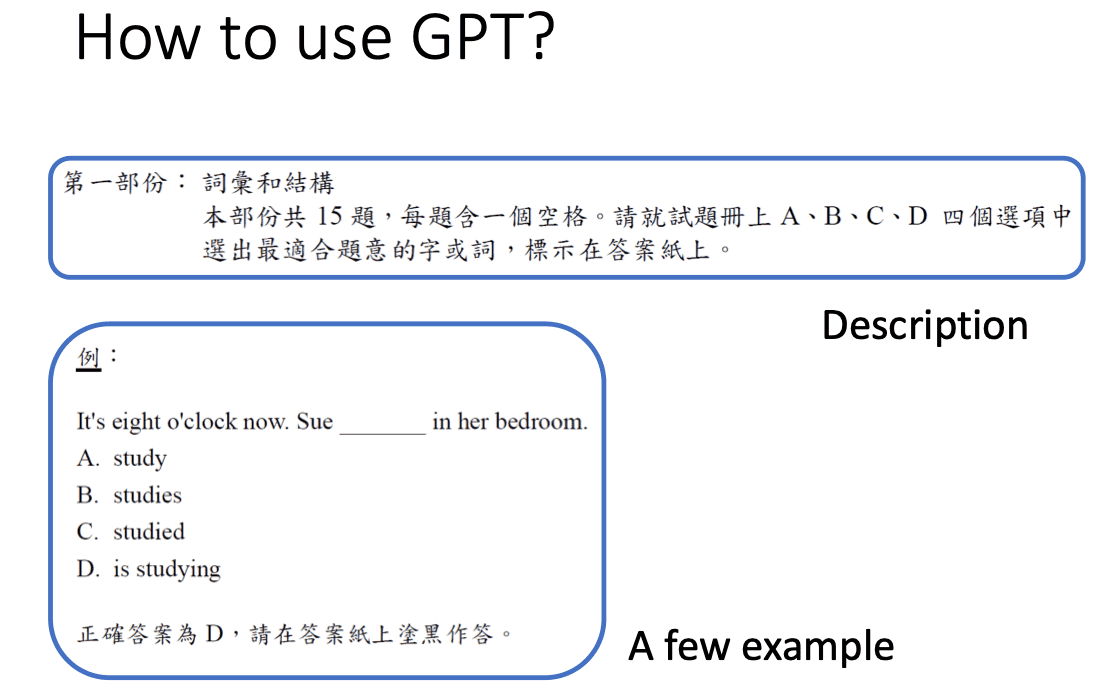 How to use GPT?
第一部份： 詞彙和結構
本部份共 15 題，每題含一個空格。請就試題冊上 A、B、C、D 四個選項中
選出最適合題意的字或詞，標示在答案紙上。
Description
例：
It's eight o'clock now. Sue _______ in her bedroom.
A. study
B. studies
C. studied
D. is studying
正確答案為 D，請在答案紙上塗黑作答。
A few example